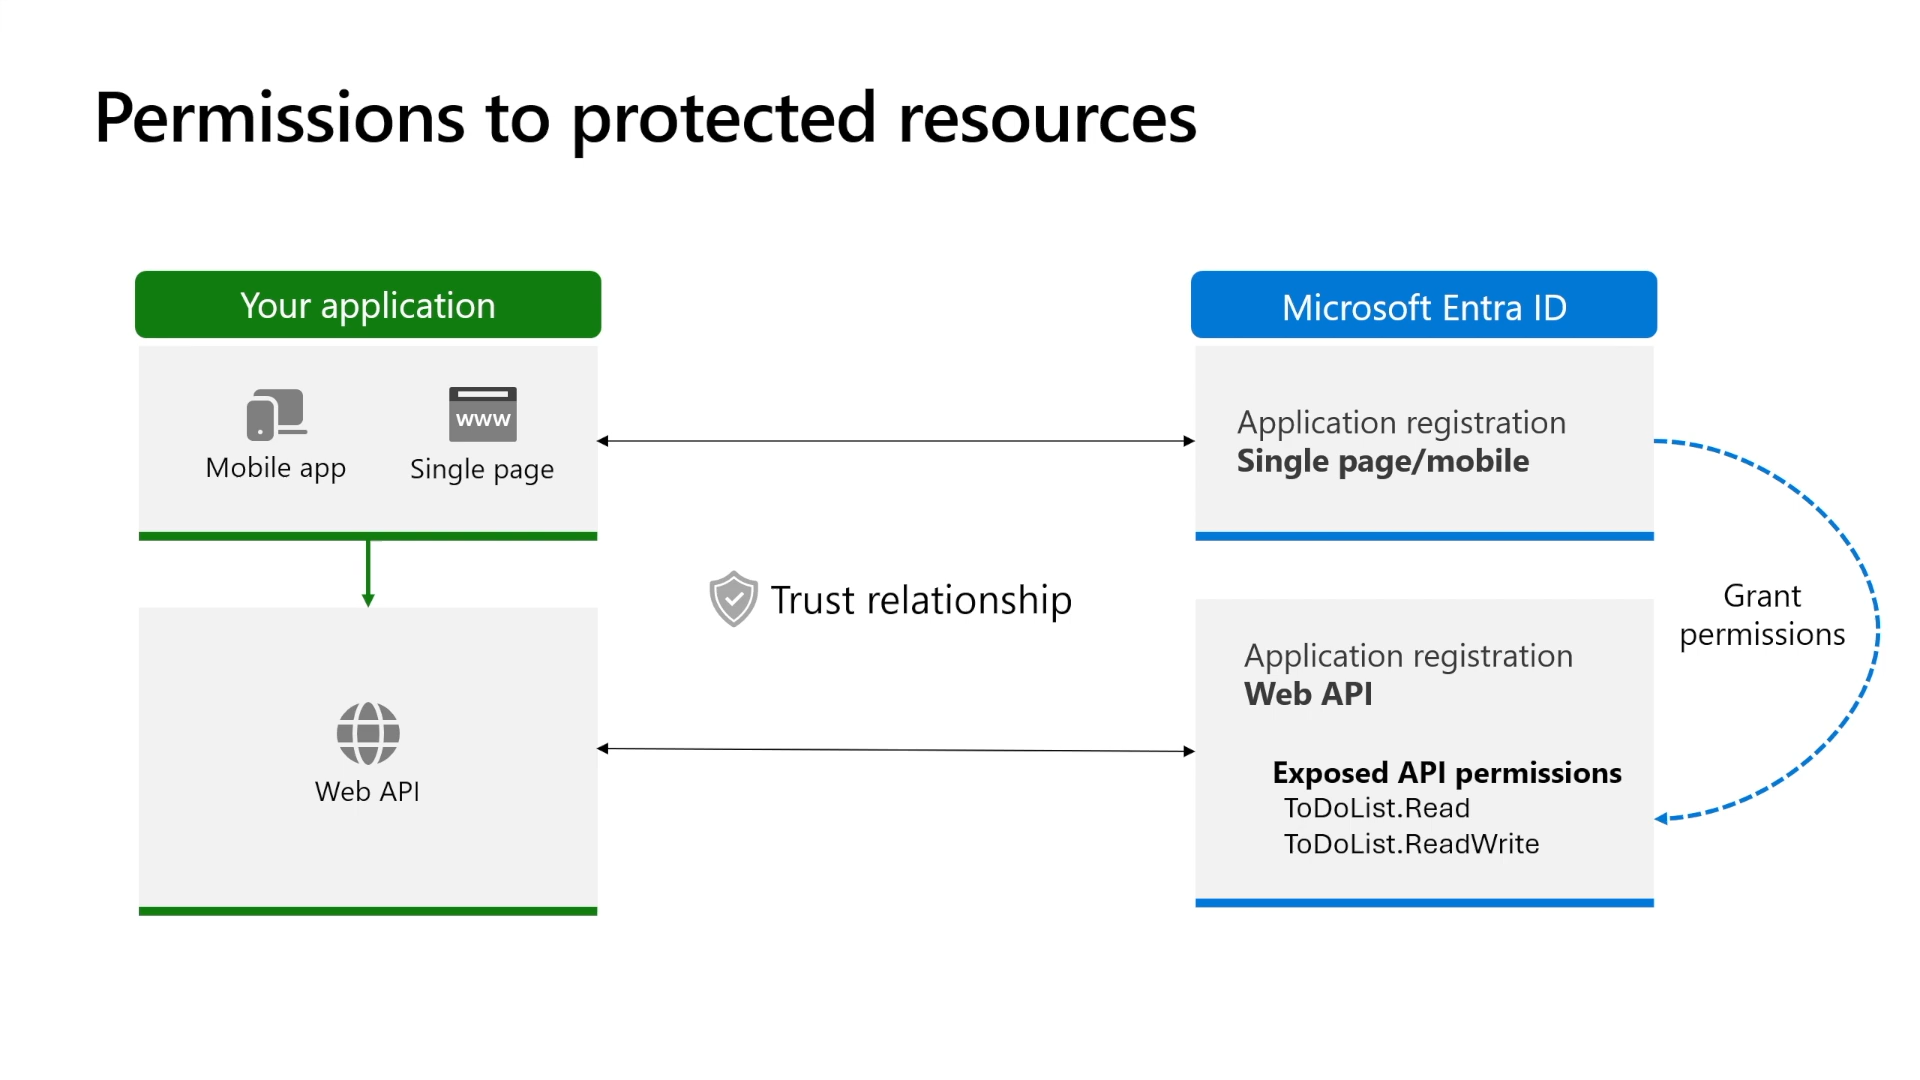 Permissions to protected resources
Your application
Microsoft Entra ID
www
Mobile app
Single page
Application registration
Single page/mobile
Trust relationship
Grant
permissions
Application registration
Web API
Web API
Exposed API permissions
ToDoList.Read
ToDoList.ReadWrite